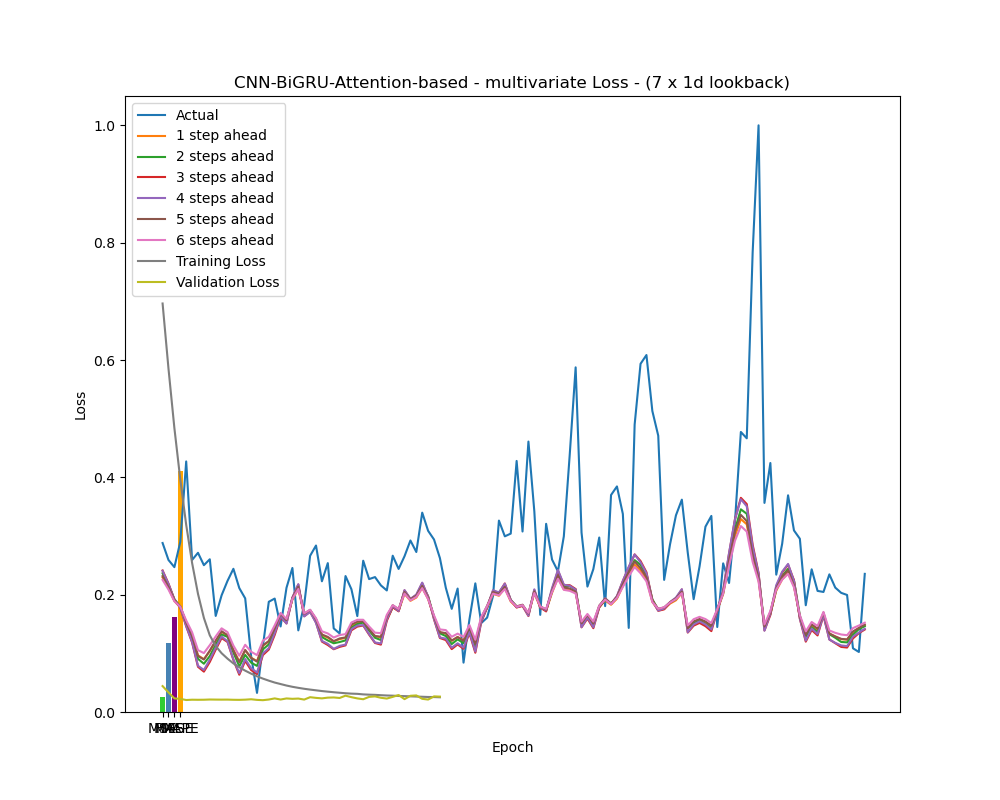 CNN-BiGRU-Attention-based - multivariate Loss - (7 x 1d lookback)
Actual
1 step ahead
2 steps ahead
3 steps ahead
4 steps ahead
5 steps ahead
6 steps ahead
Training Loss
Validation Loss
1.0
0.8
0.6
0.4
0.2
0.0
Loss
Epoch